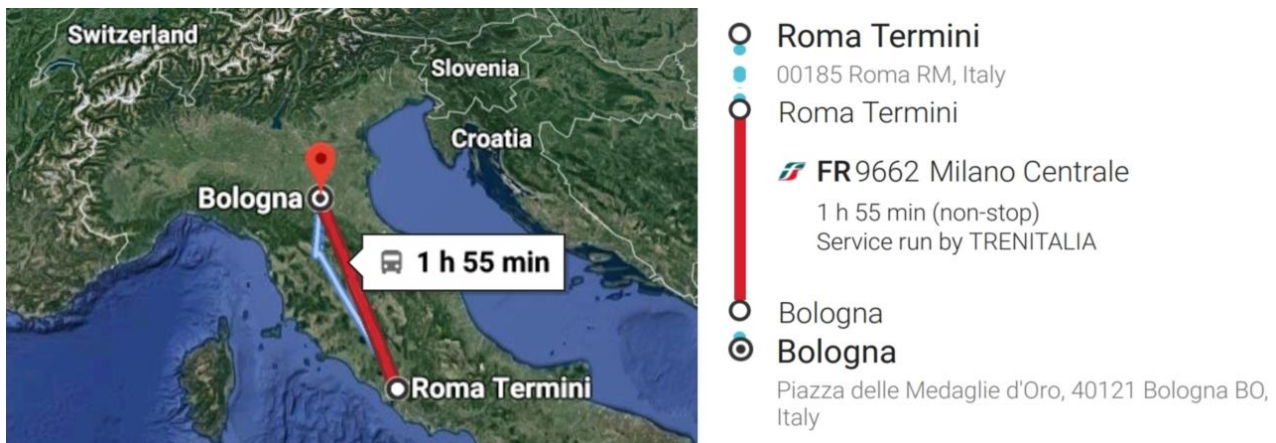 Switzerland
Slovenia
Croatia
Bologna
1 h 55 min
Roma Termini
Roma Termini
00185 Roma RM, Italy
Roma Termini
FR 9662 Milano Centrale
1 h 55 min (non-stop)
Service run by TRENITALIA
Bologna
Bologna
Piazza delle Medaglie d'Oro, 40121 Bologna BO,
Italy